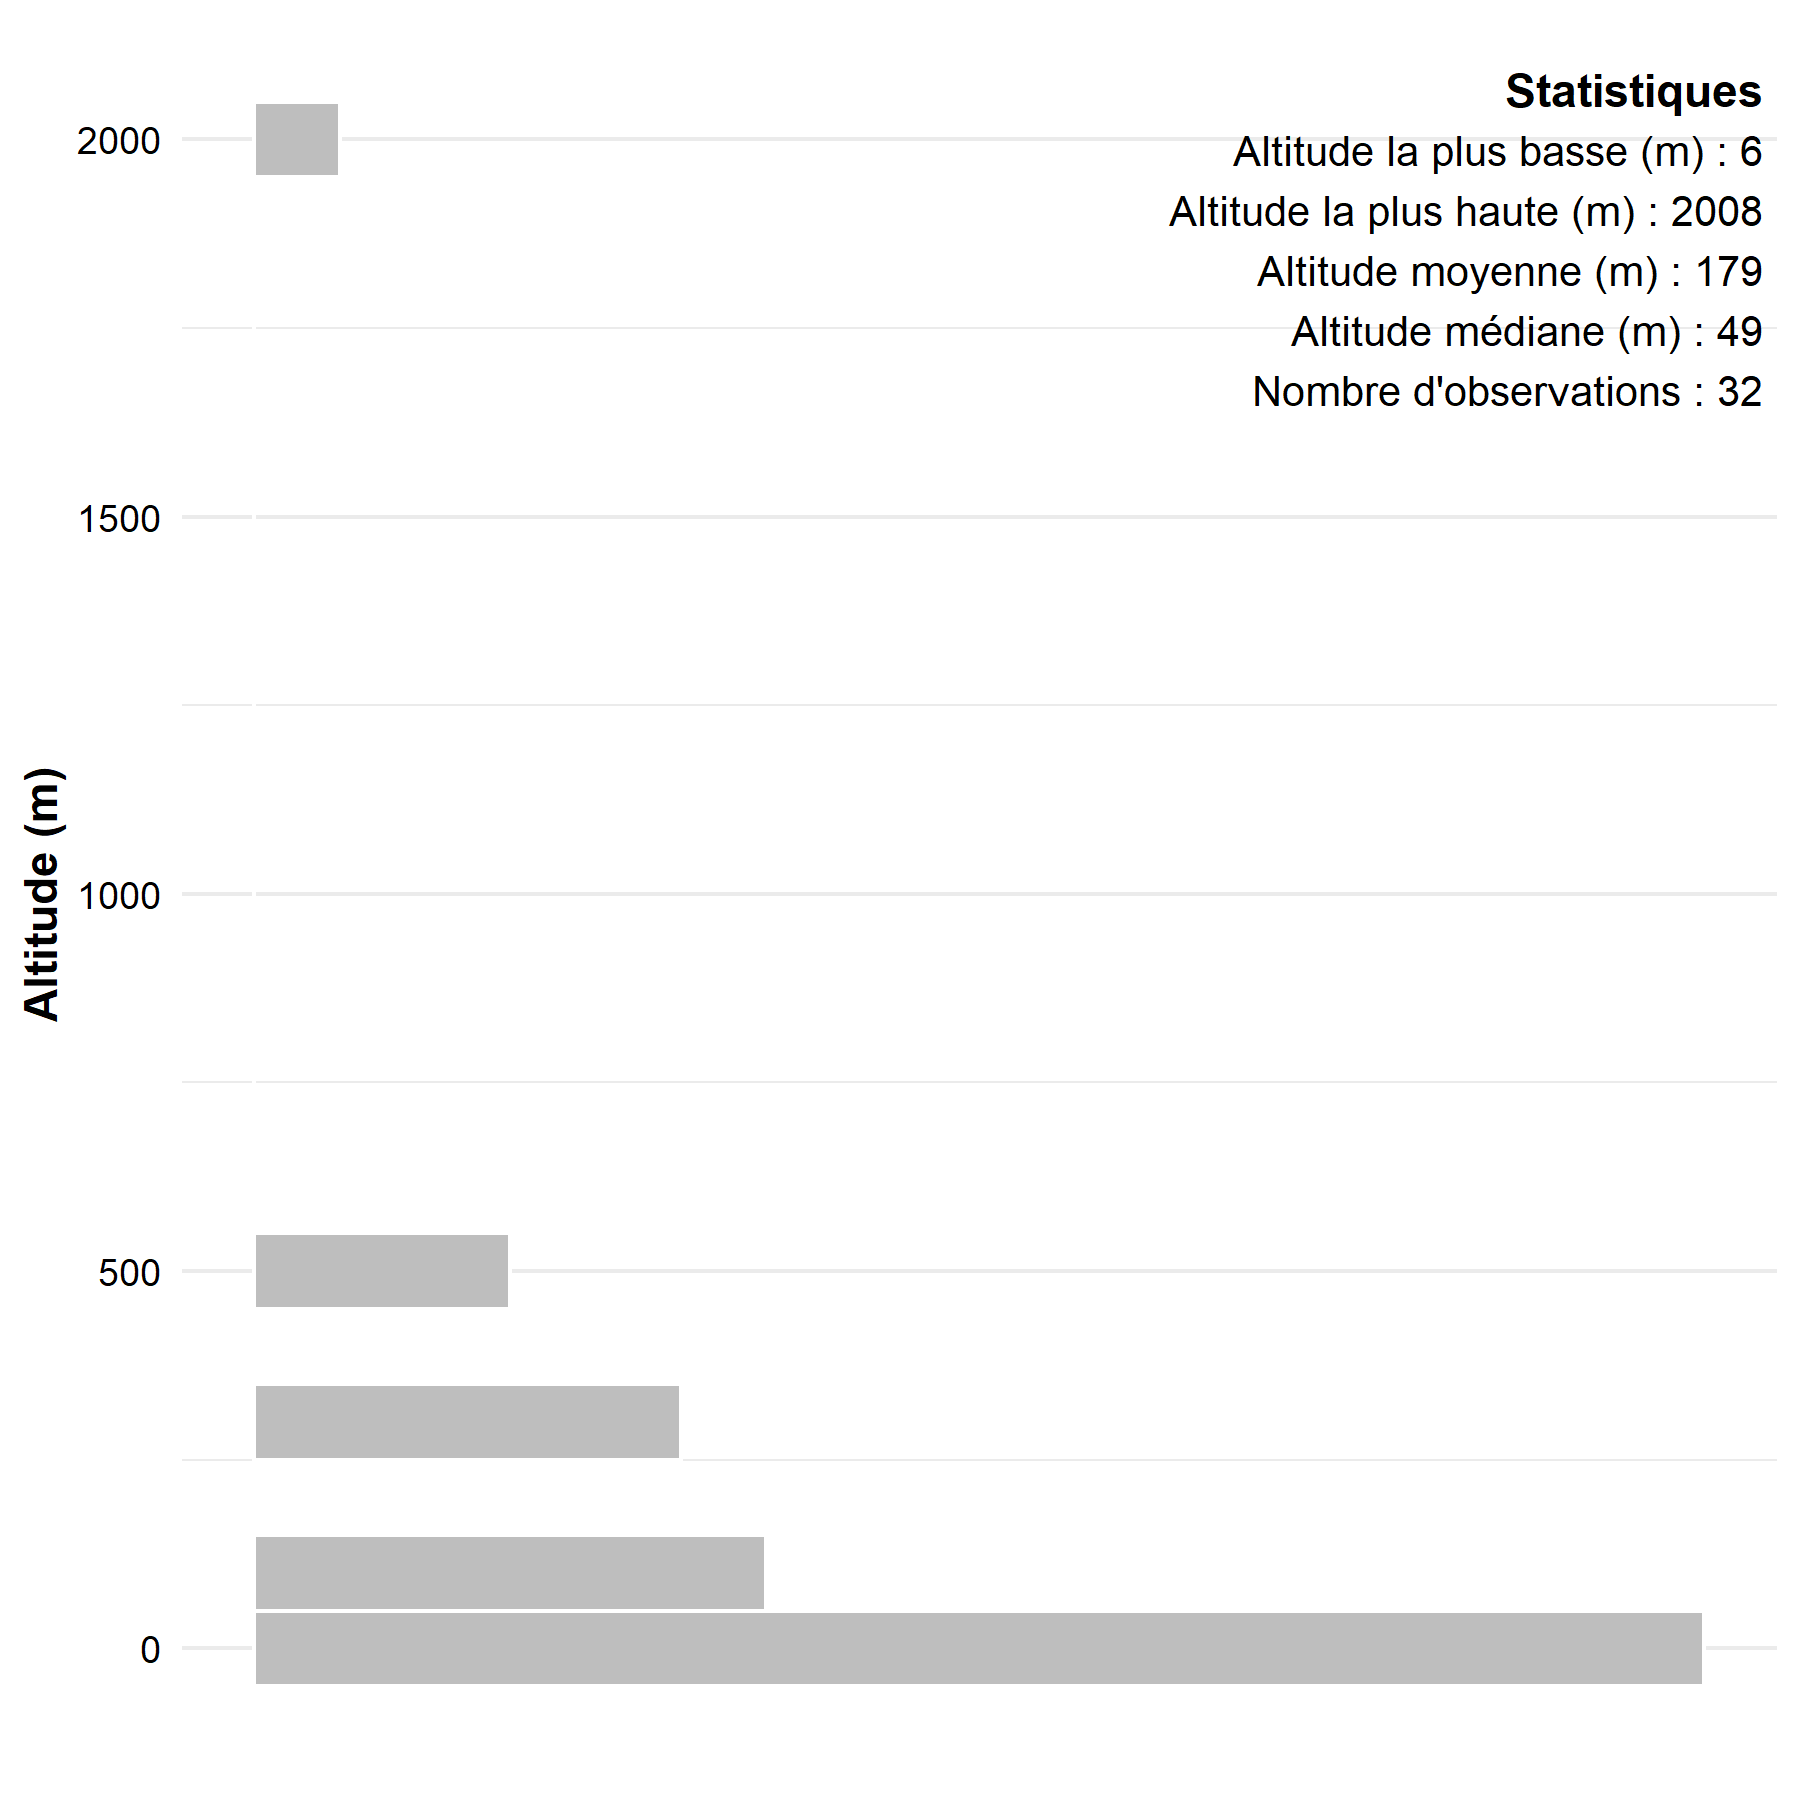 Statistiques
Altitude la plus basse (m) : 6
Altitude la plus haute (m) : 2008
Altitude moyenne (m) : 179
Altitude médiane (m) : 49
Nombre d'observations : 32
2000
1500
1000
500
0
Altitude (m)